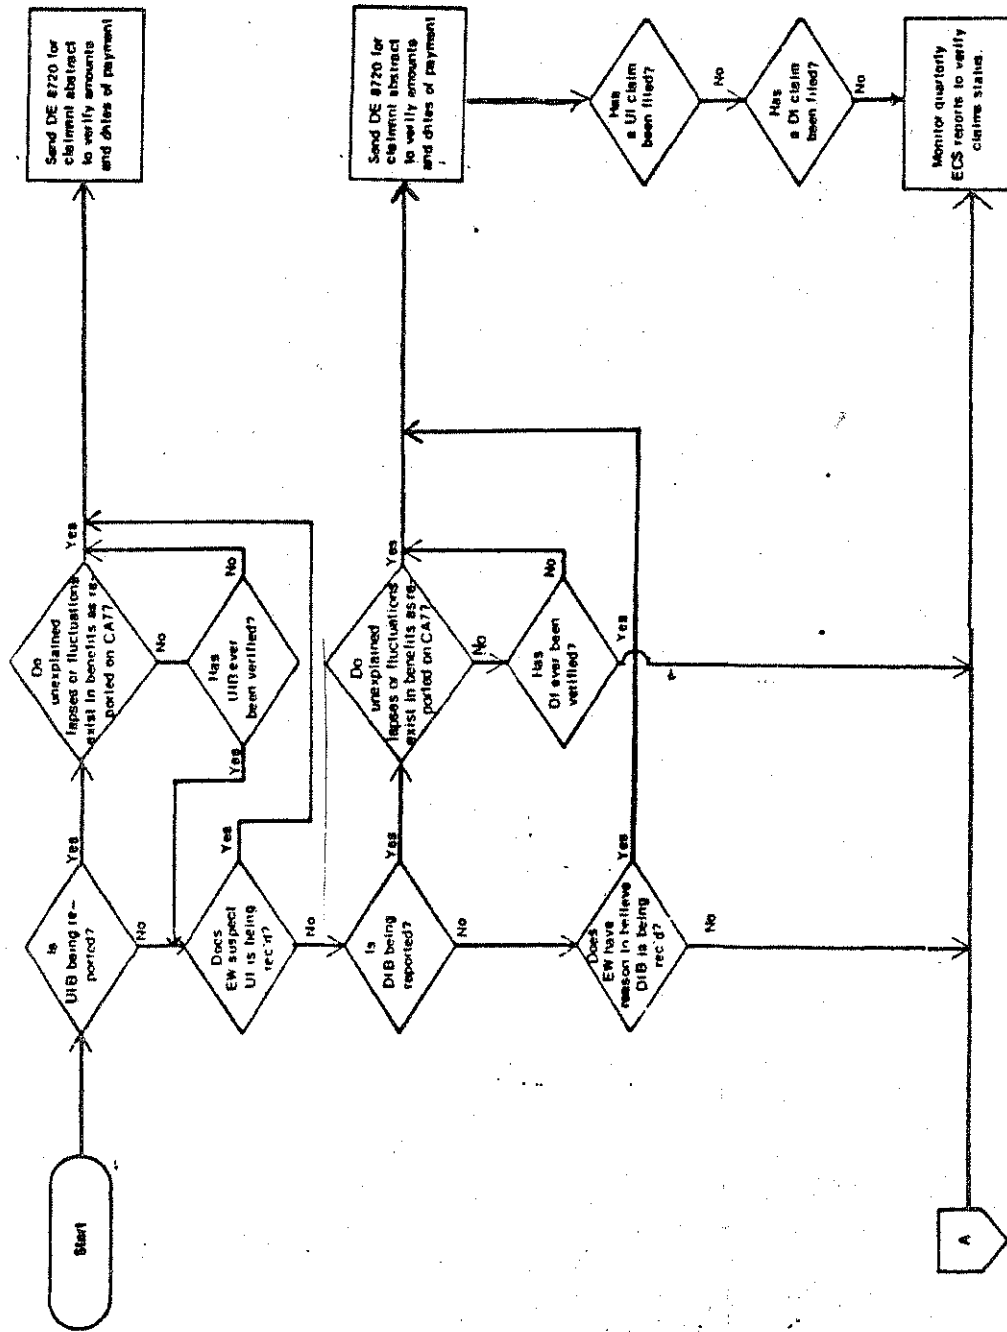 Start
Is
UIB being re-
ported?
Yes
No
Do
unexplained
lapses or fluctuations
exist in benefits as re-
ported on CA7?
Yes
No
Send DE 8720 for
claimant abstract
to verify amounts
and dates of payment
Has
UIB ever
been verified?
No
Yes
Does
EW suspect
UI is being
rec'd?
Yes
No
Is
DIB being
reported?
Yes
No
Do
unexplained
lapses or fluctuations
exist in benefits as re-
ported on CA7?
Yes
No
Send DE 8720 for
claimant abstract
to verify amounts
and dates of payment
Has
DI ever been
verified?
No
Yes
Does
EW have
reason to believe
DIB is being
rec'd?
Yes
No
Has
a UI claim
been filed?
No
Has
a DI claim
been filed?
No
Monitor quarterly
ECS reports to verify
claims status.
A